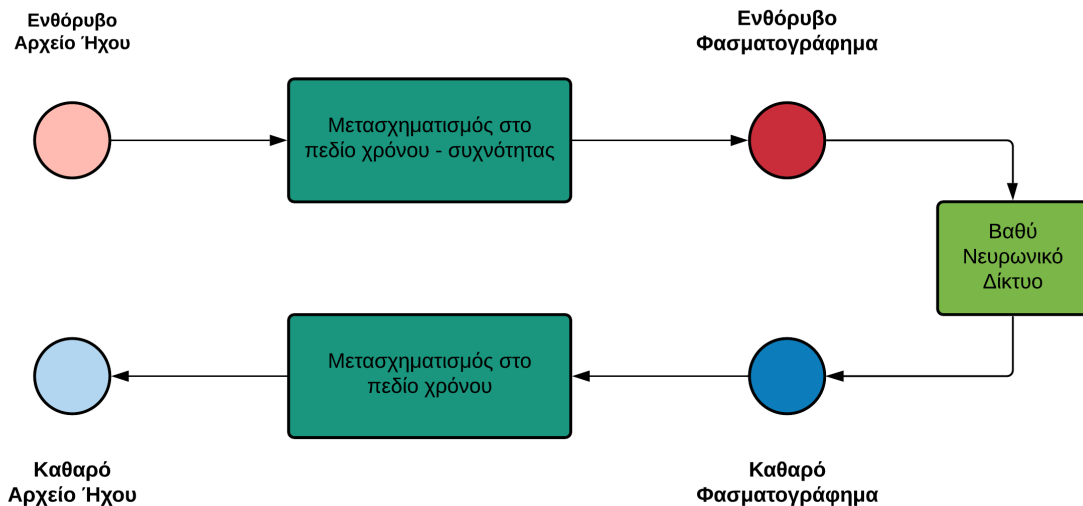 Ενθόρυβο
Αρχείο Ήχου
Ενθόρυβο
Φασματογράφημα
Μετασχηματισμός στο
πεδίο χρόνου - συχνότητας
Βαθύ
Νευρωνικό
Δίκτυο
Μετασχηματισμός στο
πεδίο χρόνου
Καθαρό
Αρχείο Ήχου
Καθαρό
Φασματογράφημα